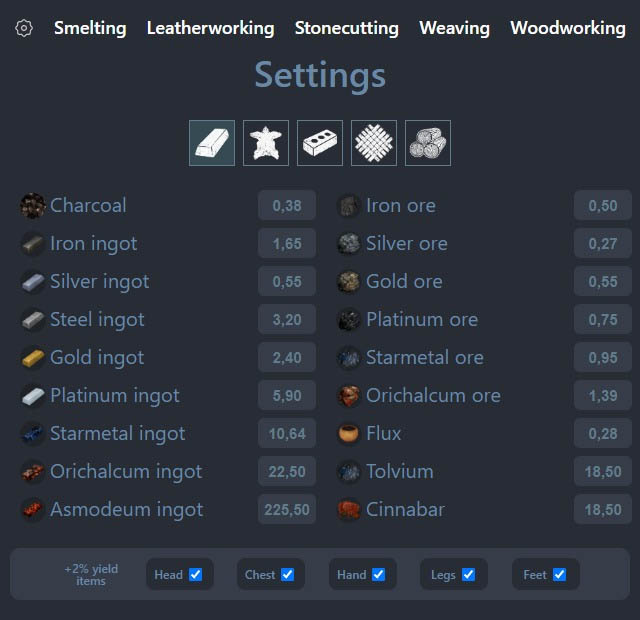 Smelting Leatherworking Stonecutting Weaving Woodworking
Settings
Charcoal 0,38 Iron ore 0,50
Iron ingot 1,65 Silver ore 0,27
Silver ingot 0,55 Gold ore 0,55
Steel ingot 3,20 Platinum ore 0,75
Gold ingot 2,40 Starmetal ore 0,95
Platinum ingot 5,90 Orichalcum ore 1,39
Starmetal ingot 10,64 Flux 0,28
Orichalcum ingot 22,50 Tolvium 18,50
Asmodeum ingot 225,50 Cinnabar 18,50
+2% yield
items
Head Chest Hand Legs Feet